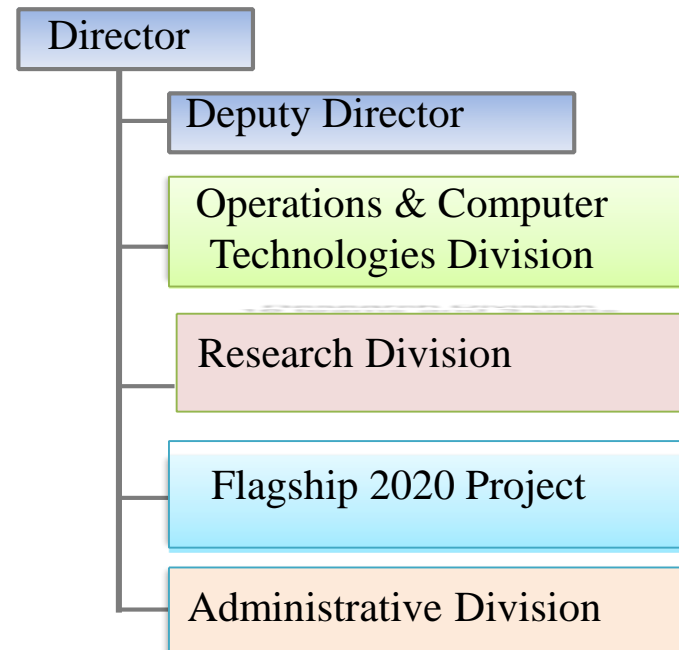 Director
Deputy Director
Operations & Computer
Technologies Division
Research Division
Flagship 2020 Project
Administrative Division